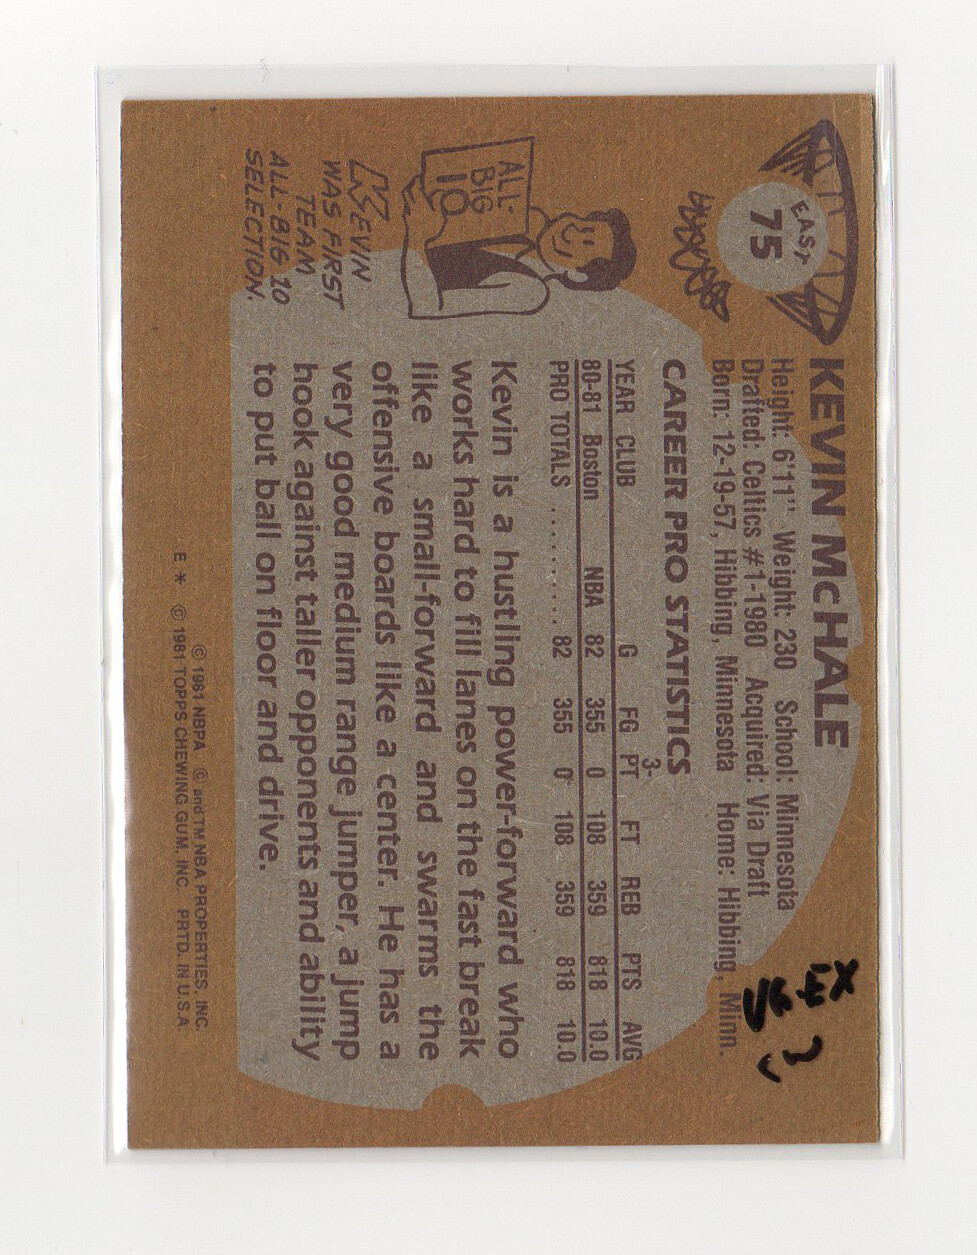 EAST
75
KEVIN McHALE
Height: 6'11" Weight: 230 School: Minnesota
Drafted: Celtics #1-1980 Acquired: Via Draft
Born: 12-19-57, Hibbing, Minnesota Home: Hibbing, Minn.
CAREER PRO STATISTICS
YEAR CLUB G FG 3-PT FT REB PTS AVG
80-81 Boston NBA 82 355 0 108 359 818 10.0
PRO TOTALS .......... 82 355 0 108 359 818 10.0
Kevin is a hustling power-forward who
works hard to fill lanes on the fast break
like a small-forward and swarms the
offensive boards like a center. He has a
very good medium range jumper, a jump
hook against taller opponents and ability
to put ball on floor and drive.
ALL-
BIG
10
KEVIN
WAS FIRST
TEAM
ALL-BIG 10
SELECTION.
© 1981 NBPA © and TM NBA PROPERTIES, INC.
E * © 1981 TOPPS CHEWING GUM, INC. PRTD. IN U.S.A.